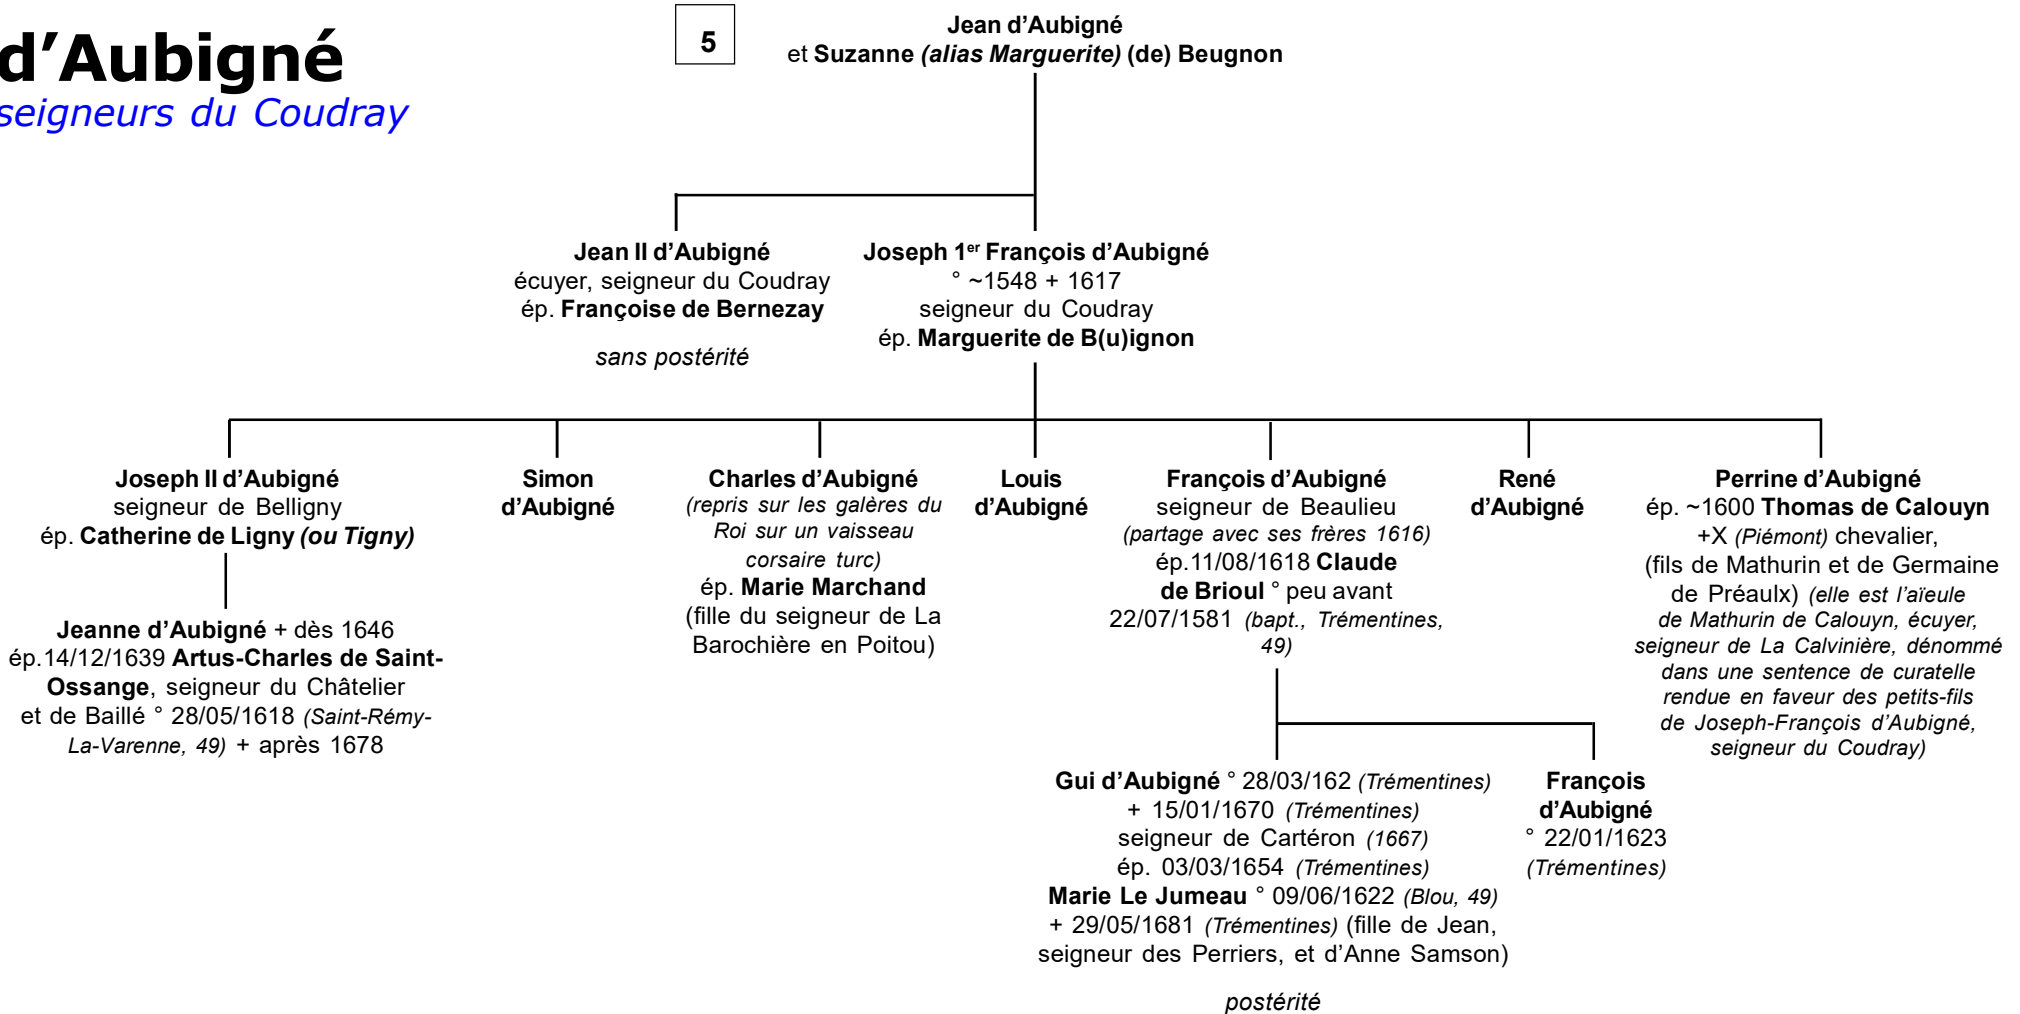 d’Aubigné
seigneurs du Coudray
5
Jean d’Aubigné
et Suzanne (alias Marguerite) (de) Beugnon
Jean II d’Aubigné
écuyer, seigneur du Coudray
ép. Françoise de Bernezay
sans postérité
Joseph 1er François d’Aubigné
° ~1548 + 1617
seigneur du Coudray
ép. Marguerite de B(u)ignon
Joseph II d’Aubigné
seigneur de Belligny
ép. Catherine de Ligny (ou Tigny)
Jeanne d’Aubigné + dès 1646
ép.14/12/1639 Artus-Charles de Saint-
Ossange, seigneur du Châtelier
et de Baillé ° 28/05/1618 (Saint-Rémy-
La-Varenne, 49) + après 1678
Simon
d’Aubigné
Charles d’Aubigné
(repris sur les galères du
Roi sur un vaisseau
corsaire turc)
ép. Marie Marchand
(fille du seigneur de La
Barochière en Poitou)
Louis
d’Aubigné
François d’Aubigné
seigneur de Beaulieu
(partage avec ses frères 1616)
ép.11/08/1618 Claude
de Brioul ° peu avant
22/07/1581 (bapt., Trémentines,
49)
Gui d’Aubigné ° 28/03/162 (Trémentines)
+ 15/01/1670 (Trémentines)
seigneur de Cartéron (1667)
ép. 03/03/1654 (Trémentines)
Marie Le Jumeau ° 09/06/1622 (Blou, 49)
+ 29/05/1681 (Trémentines) (fille de Jean,
seigneur des Perriers, et d’Anne Samson)
postérité
François
d’Aubigné
° 22/01/1623
(Trémentines)
René
d’Aubigné
Perrine d’Aubigné
ép. ~1600 Thomas de Calouyn
+X (Piémont) chevalier,
(fils de Mathurin et de Germaine
de Préaulx) (elle est l’aïeule
de Mathurin de Calouyn, écuyer,
seigneur de La Calvinière, dénommé
dans une sentence de curatelle
rendue en faveur des petits-fils
de Joseph-François d’Aubigné,
seigneur du Coudray)